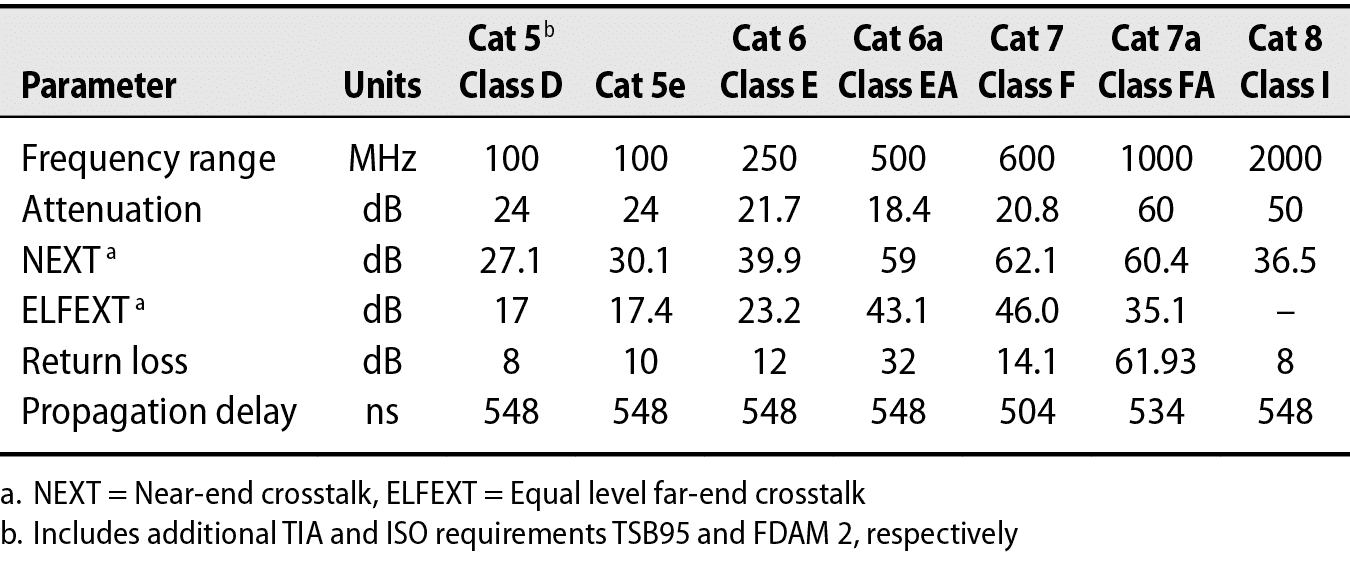 Parameter Units Cat 5b Class D Cat 5e Cat 6 Class E Cat 6a Class EA Cat 7 Class F Cat 7a Class FA Cat 8 Class I
Frequency range MHz 100 100 250 500 600 1000 2000
Attenuation dB 24 24 21.7 18.4 20.8 60 50
NEXT a dB 27.1 30.1 39.9 59 62.1 60.4 36.5
ELFEXT a dB 17 17.4 23.2 43.1 46.0 35.1 –
Return loss dB 8 10 12 32 14.1 61.93 8
Propagation delay ns 548 548 548 548 504 534 548
a. NEXT = Near-end crosstalk, ELFEXT = Equal level far-end crosstalk
b. Includes additional TIA and ISO requirements TSB95 and FDAM 2, respectively